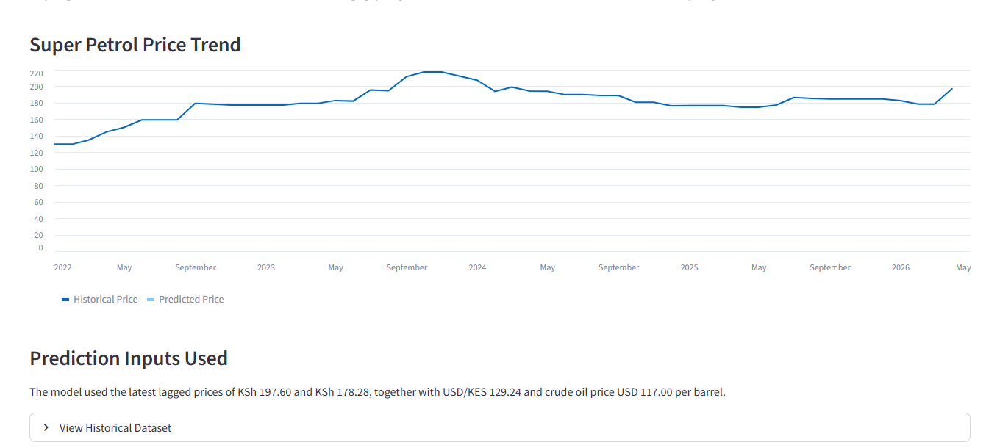 Super Petrol Price Trend
220
200
180
160
140
120
100
80
60
40
20
0
2022 May September 2023 May September 2024 May September 2025 May September 2026 May
Historical Price Predicted Price
Prediction Inputs Used
The model used the latest lagged prices of KSh 197.60 and KSh 178.28, together with USD/KES 129.24 and crude oil price USD 117.00 per barrel.
View Historical Dataset